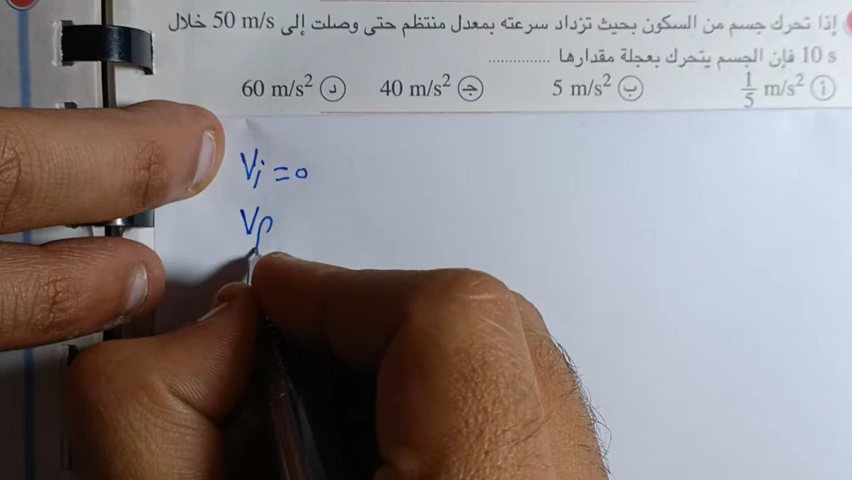 إذا تحرك جسم من السكون بحيث تزداد سرعته بمعدل منتظم حتى وصلت إلى 50 m/s خلال
10 s فإن الجسم يتحرك بعجلة مقدارها ..............
أ 1/5 m/s² ب 5 m/s² ج 40 m/s² د 60 m/s²
Vi = 0
Vf